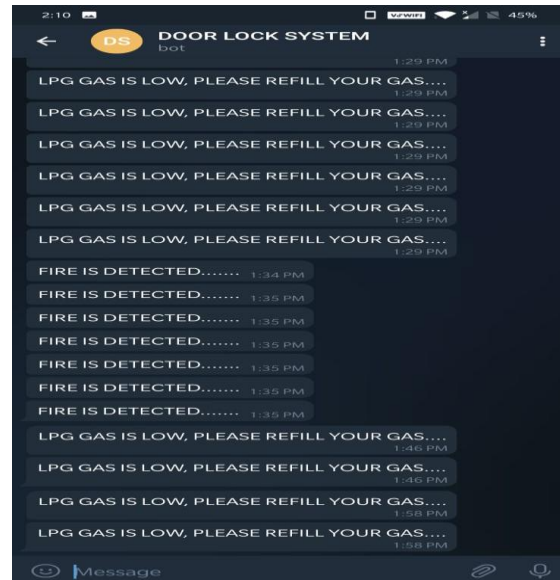 2:10 VoWIFI 45%
DS DOOR LOCK SYSTEM
bot
1:29 PM
LPG GAS IS LOW, PLEASE REFILL YOUR GAS....
1:29 PM
LPG GAS IS LOW, PLEASE REFILL YOUR GAS....
1:29 PM
LPG GAS IS LOW, PLEASE REFILL YOUR GAS....
1:29 PM
LPG GAS IS LOW, PLEASE REFILL YOUR GAS....
1:29 PM
LPG GAS IS LOW, PLEASE REFILL YOUR GAS....
1:29 PM
LPG GAS IS LOW, PLEASE REFILL YOUR GAS....
1:29 PM
FIRE IS DETECTED....... 1:34 PM
FIRE IS DETECTED....... 1:35 PM
FIRE IS DETECTED....... 1:35 PM
FIRE IS DETECTED....... 1:35 PM
FIRE IS DETECTED....... 1:35 PM
FIRE IS DETECTED....... 1:35 PM
FIRE IS DETECTED....... 1:35 PM
LPG GAS IS LOW, PLEASE REFILL YOUR GAS....
1:46 PM
LPG GAS IS LOW, PLEASE REFILL YOUR GAS....
1:46 PM
LPG GAS IS LOW, PLEASE REFILL YOUR GAS....
1:58 PM
LPG GAS IS LOW, PLEASE REFILL YOUR GAS....
1:58 PM
Message